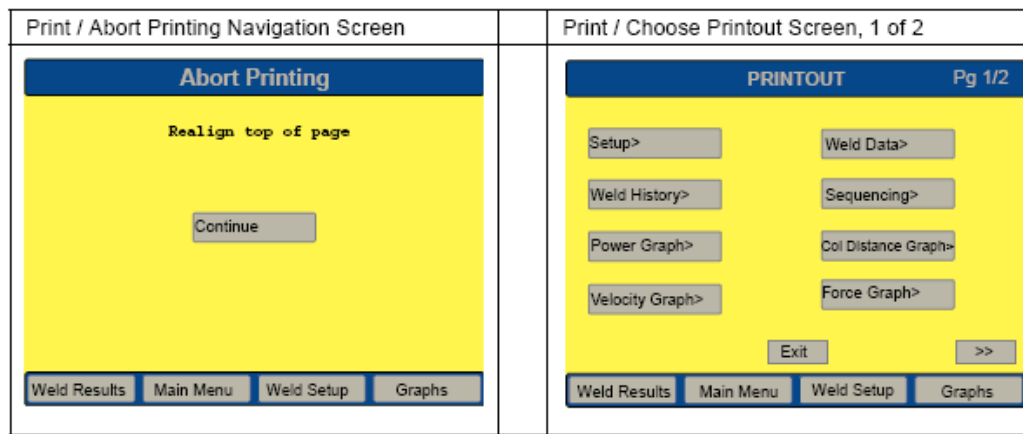 Print / Abort Printing Navigation Screen
Abort Printing
Realign top of page
Continue
Weld Results Main Menu Weld Setup Graphs
Print / Choose Printout Screen, 1 of 2
PRINTOUT Pg 1/2
Setup> Weld Data>
Weld History> Sequencing>
Power Graph> Col Distance Graph>
Velocity Graph> Force Graph>
Exit >>
Weld Results Main Menu Weld Setup Graphs